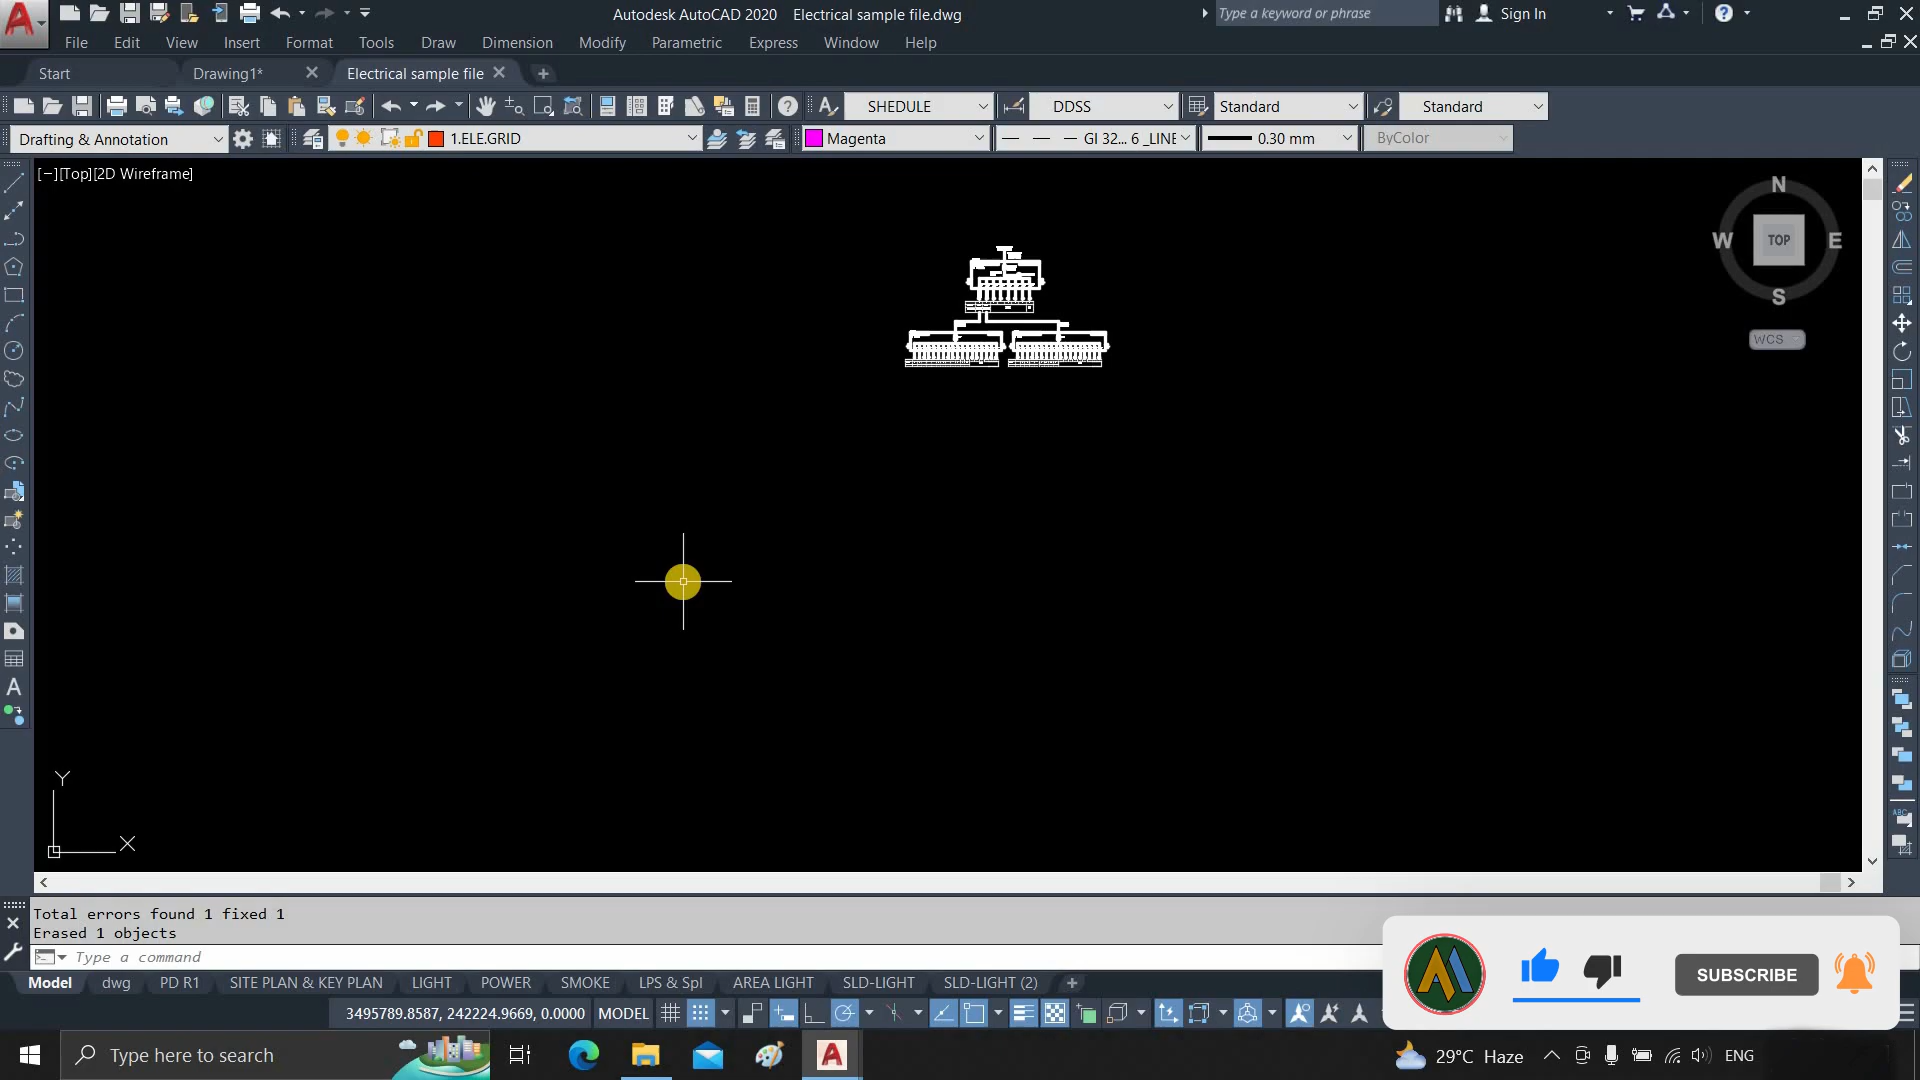 Autodesk AutoCAD 2020 Electrical sample file.dwg
Type a keyword or phrase
Sign In
File Edit View Insert Format Tools Draw Dimension Modify Parametric Express Window Help
Start Drawing1* Electrical sample file
SHEDULE DDSS Standard Standard
Drafting & Annotation 1.ELE.GRID Magenta GI 32... 6 _LINE 0.30 mm ByColor
[−][Top][2D Wireframe]
N
W TOP E
S
WCS
Y
X
Total errors found 1 fixed 1
Erased 1 objects
Type a command
Model dwg PD R1 SITE PLAN & KEY PLAN LIGHT POWER SMOKE LPS & Spl AREA LIGHT SLD-LIGHT SLD-LIGHT (2)
SUBSCRIBE
3495789.8587, 242224.9669, 0.0000 MODEL
Type here to search
29°C Haze ENG